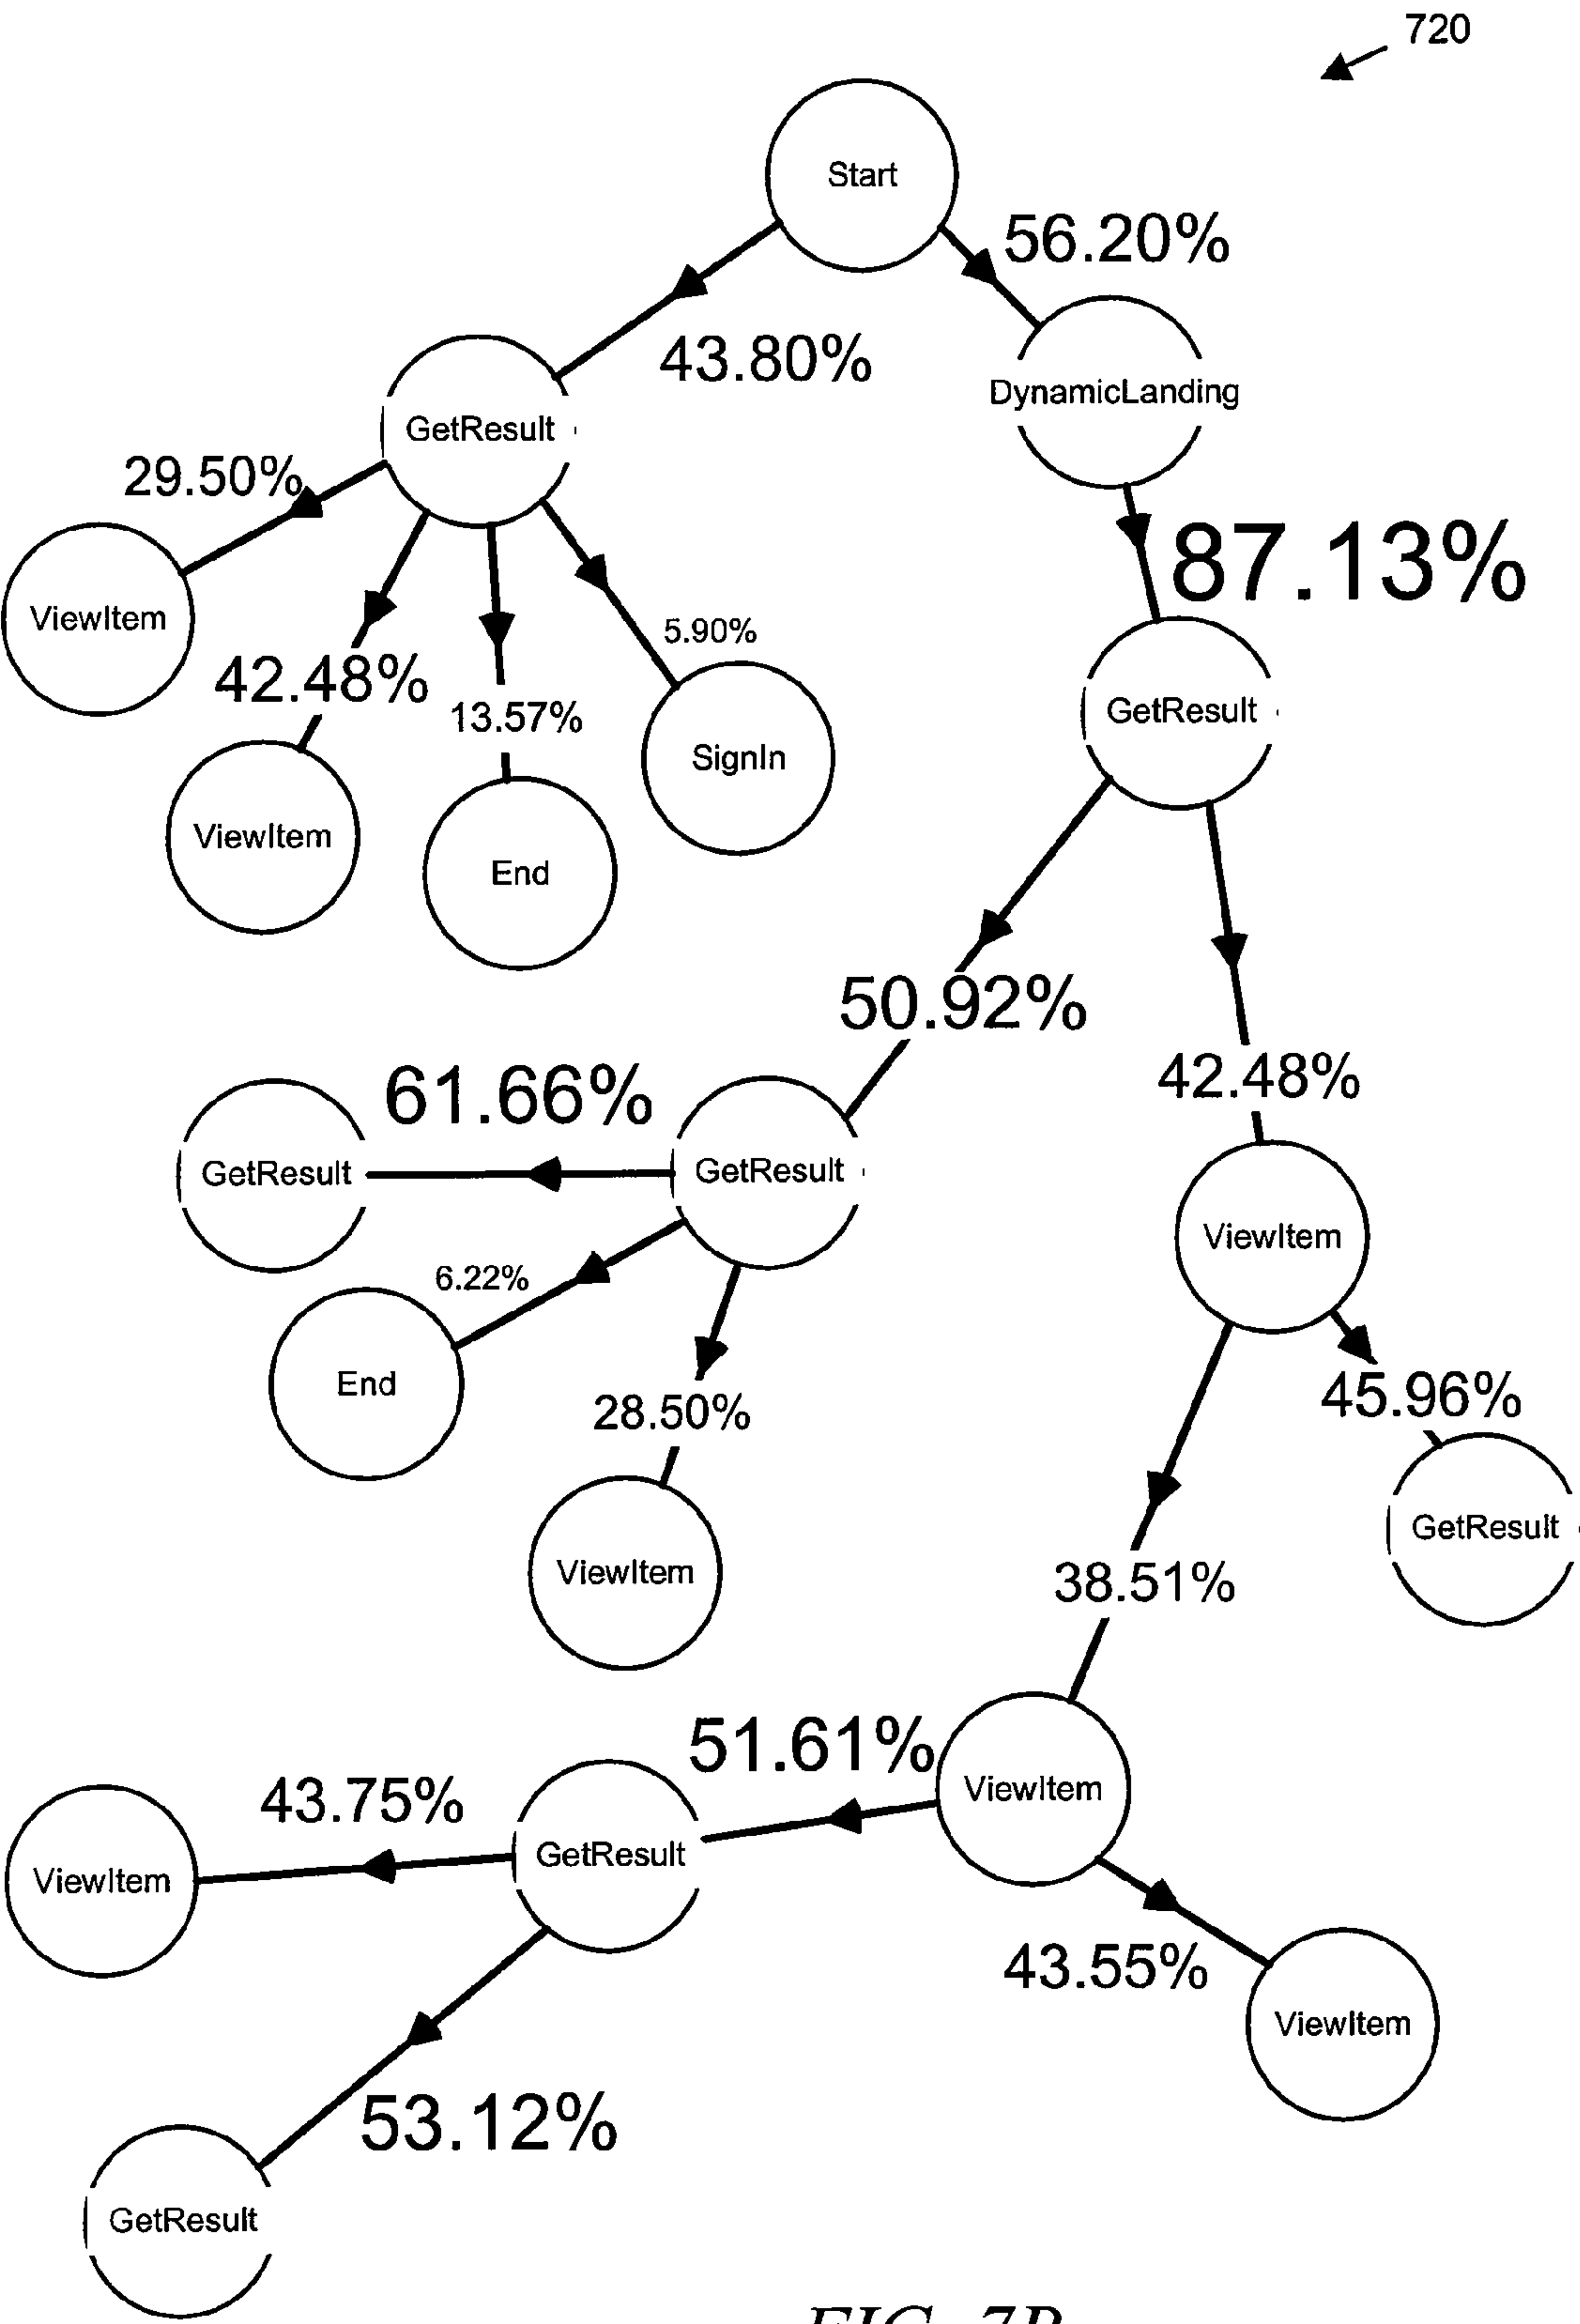 720
Start
56.20%
43.80%
DynamicLanding
GetResult
29.50%
87.13%
ViewItem
5.90%
42.48%
13.57%
GetResult
SignIn
ViewItem
End
50.92%
42.48%
61.66%
GetResult
GetResult
ViewItem
6.22%
End
45.96%
28.50%
GetResult
ViewItem
38.51%
51.61%
ViewItem
43.75%
GetResult
ViewItem
43.55%
ViewItem
53.12%
GetResult
FIG. 7B